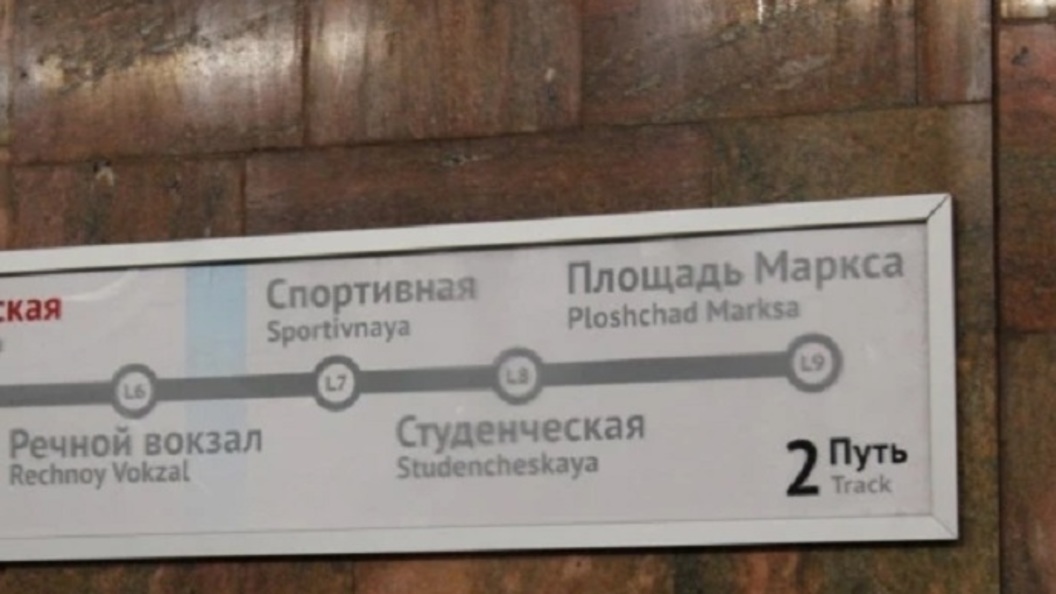 ская
Спортивная
Sportivnaya
Площадь Маркса
Ploshchad Marksa
L6
L7
L8
L9
Речной вокзал
Rechnoy Vokzal
Студенческая
Studencheskaya
2 Путь
Track